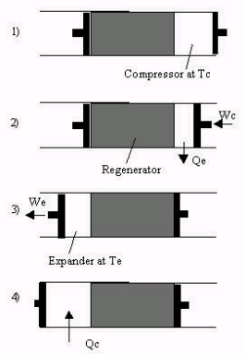 1)
Compressor at Tc
2)
Wc
Qe
Regenerator
3)
We
Expander at Te
4)
Qc